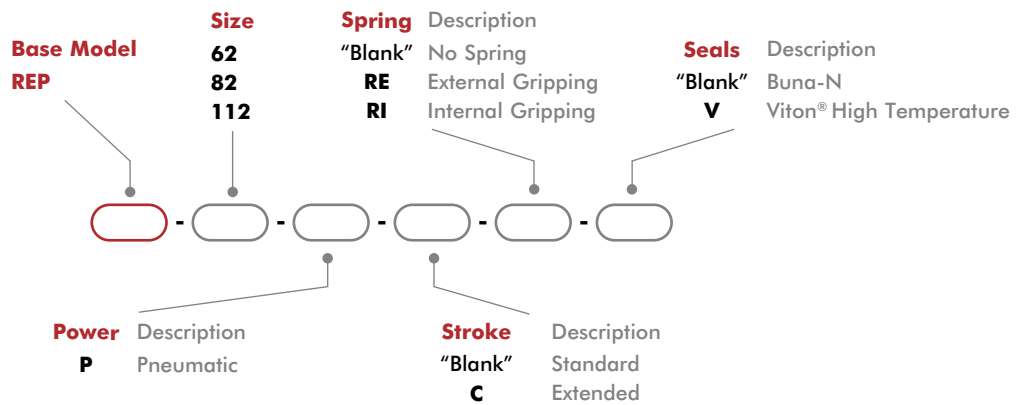 Base Model
REP
Size
62
82
112
Spring Description
“Blank” No Spring
RE External Gripping
RI Internal Gripping
Seals Description
“Blank” Buna-N
V Viton® High Temperature
- - - - -
Power Description
P Pneumatic
Stroke Description
“Blank” Standard
C Extended